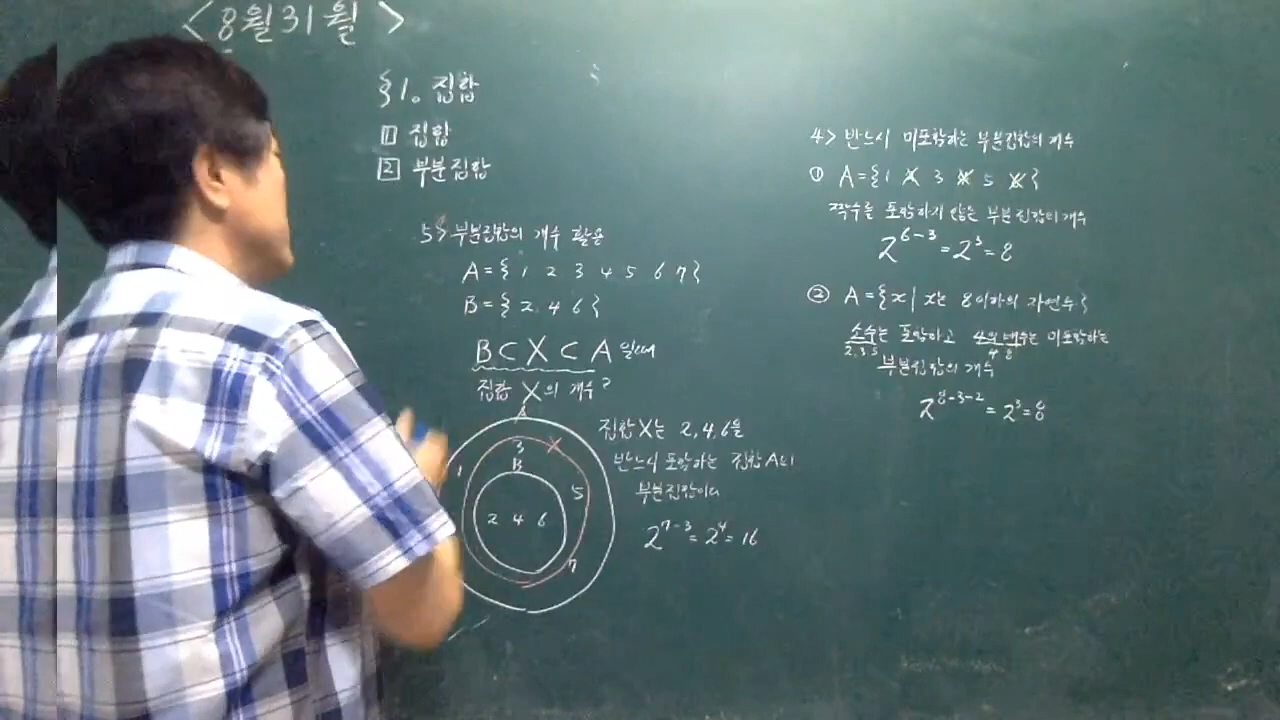 <8월31월>
§1. 집합
1 집합
2 부분집합
5> 부분집합의 개수 활용
A={ 1 2 3 4 5 6 7 }
B={ 2, 4 6 }
B⊂X⊂A 일때
집합 X의 개수?
A
3
B
1
5
2 4 6
7
X
집합 X는 2, 4, 6을
반드시 포함하는 집합 A의
부분집합이다
2^{7-3}=2^4=16
4> 반드시 미포함하는 부분집합의 개수
① A={1 2 3 4 5 6}
짝수를 포함하지 않은 부분집합의 개수
2^{6-3}=2^3=8
② A={x| x는 8이하의 자연수}
소수는 포함하고 4의 배수는 미포함하는
2, 3 5 4 8
부분집합의 개수
2^{8-3-2}=2^3=8